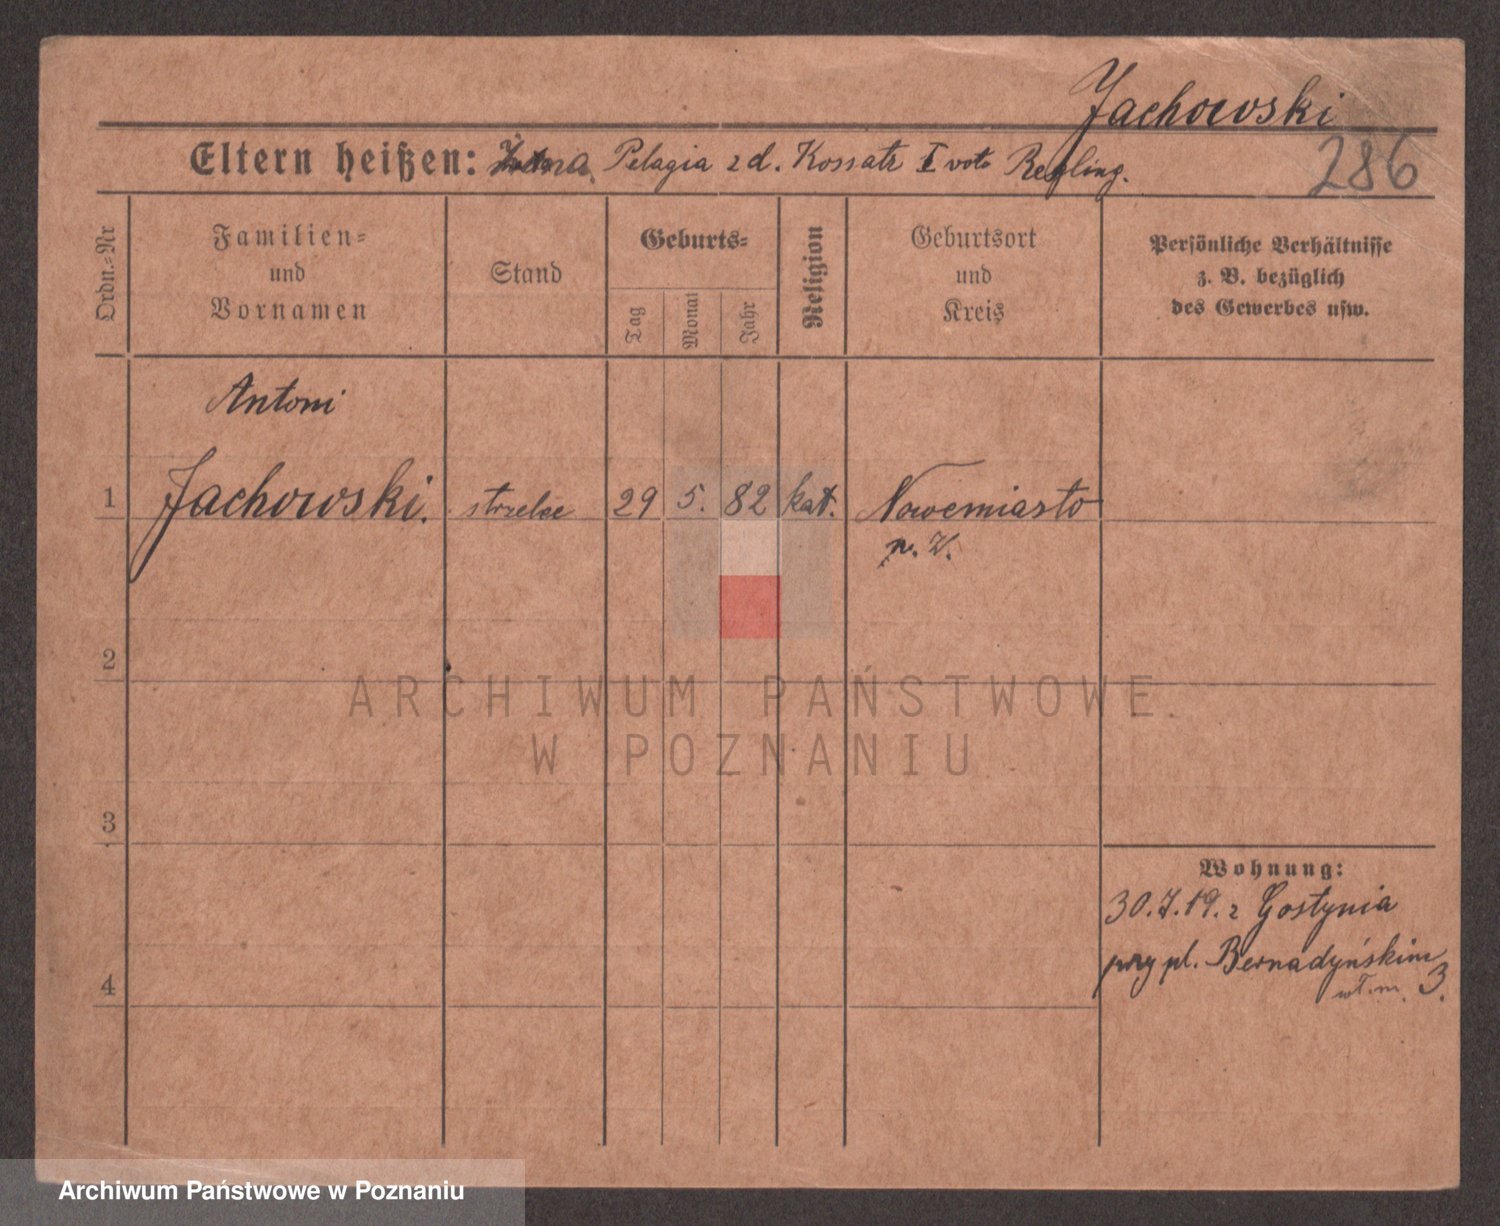 Jachowski
286
Eltern heißen: Pelagia z d. Kossatz I voto Regling.
Ordn.=Nr
Familien=
und
Vornamen
Stand
Geburts=
Tag
Monat
Jahr
Religion
Geburtsort
und
Kreis
Persönliche Verhältnisse
z. B. bezüglich
des Gewerbes usw.
Antoni
1 Jachowski. strzelec 29 5. 82 kat. Nowemiasto
n. W.
2
3
4
Wohnung:
30.7.19. z Gostynia
przy pl. Bernadyńskim
3.
ARCHIWUM PAŃSTWOWE
W POZNANIU
Archiwum Państwowe w Poznaniu